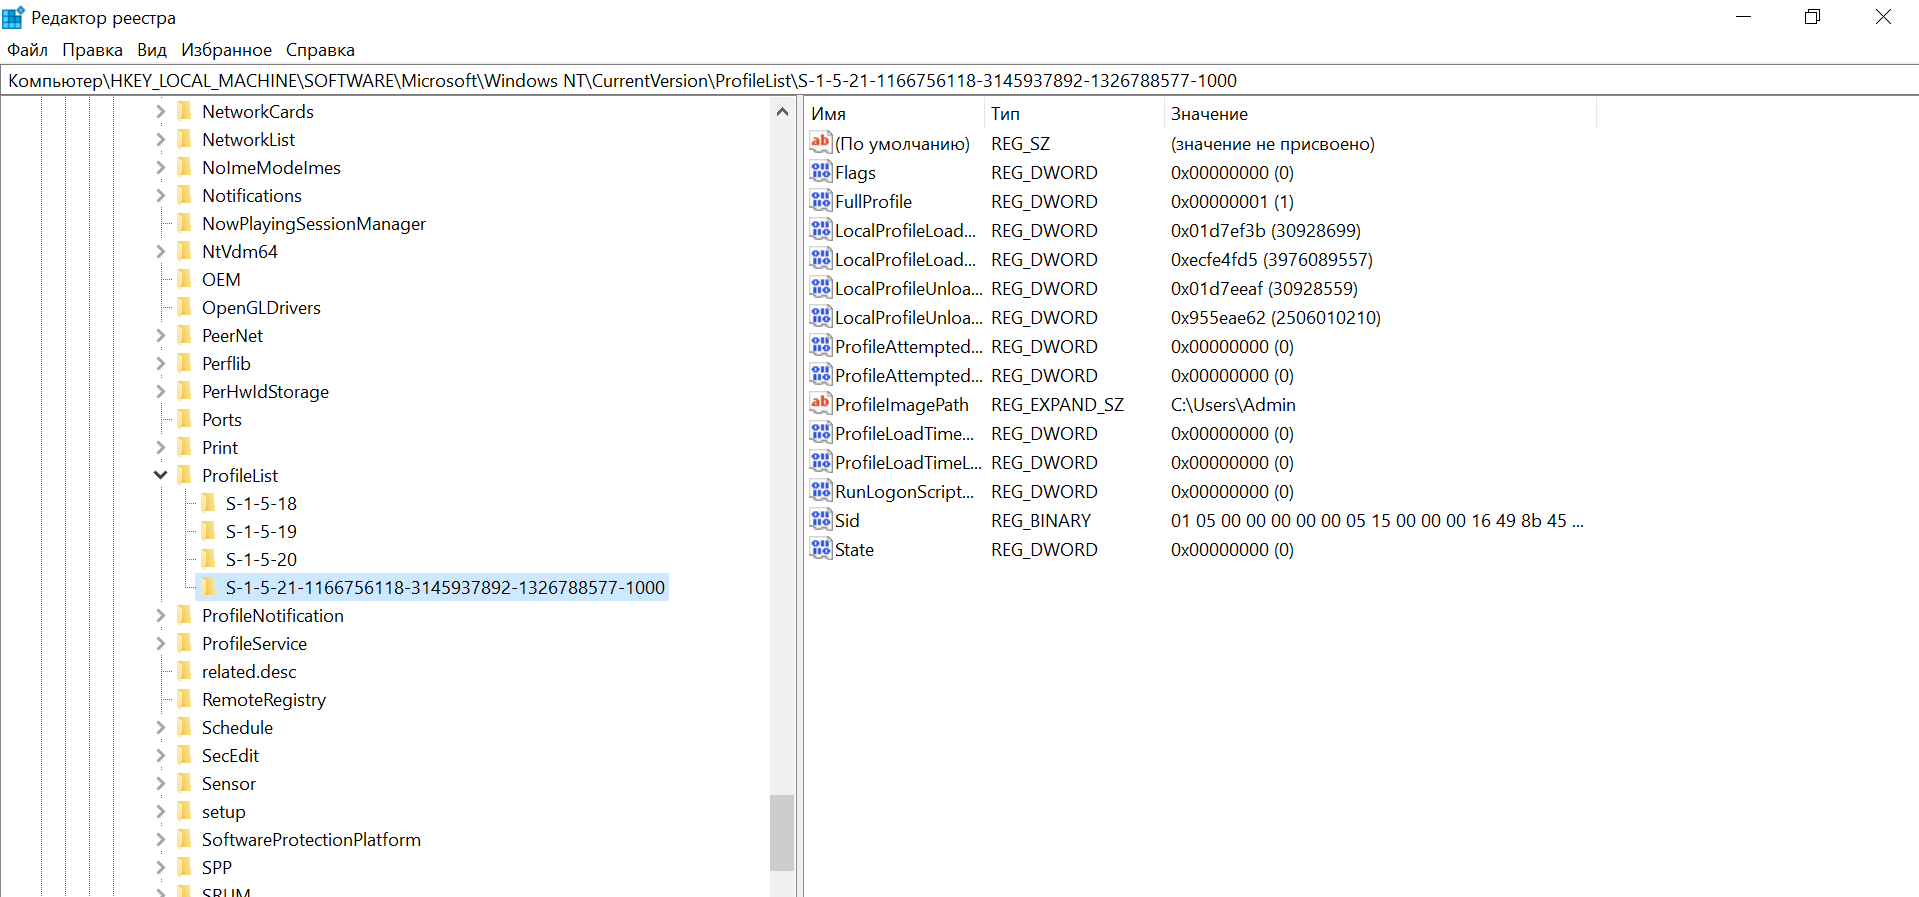 Редактор реестра
Файл Правка Вид Избранное Справка
Компьютер\HKEY_LOCAL_MACHINE\SOFTWARE\Microsoft\Windows NT\CurrentVersion\ProfileList\S-1-5-21-1166756118-3145937892-1326788577-1000
NetworkCards
NetworkList
NoImeModeImes
Notifications
NowPlayingSessionManager
NtVdm64
OEM
OpenGLDrivers
PeerNet
Perflib
PerHwIdStorage
Ports
Print
ProfileList
S-1-5-18
S-1-5-19
S-1-5-20
S-1-5-21-1166756118-3145937892-1326788577-1000
ProfileNotification
ProfileService
related.desc
RemoteRegistry
Schedule
SecEdit
Sensor
setup
SoftwareProtectionPlatform
SPP
SRUM
Имя Тип Значение
(По умолчанию) REG_SZ (значение не присвоено)
Flags REG_DWORD 0x00000000 (0)
FullProfile REG_DWORD 0x00000001 (1)
LocalProfileLoad... REG_DWORD 0x01d7ef3b (30928699)
LocalProfileLoad... REG_DWORD 0xecfe4fd5 (3976089557)
LocalProfileUnloa... REG_DWORD 0x01d7eeaf (30928559)
LocalProfileUnloa... REG_DWORD 0x955eae62 (2506010210)
ProfileAttempted... REG_DWORD 0x00000000 (0)
ProfileAttempted... REG_DWORD 0x00000000 (0)
ProfileImagePath REG_EXPAND_SZ C:\Users\Admin
ProfileLoadTime... REG_DWORD 0x00000000 (0)
ProfileLoadTimeL... REG_DWORD 0x00000000 (0)
RunLogonScript... REG_DWORD 0x00000000 (0)
Sid REG_BINARY 01 05 00 00 00 00 00 05 15 00 00 00 16 49 8b 45 ...
State REG_DWORD 0x00000000 (0)